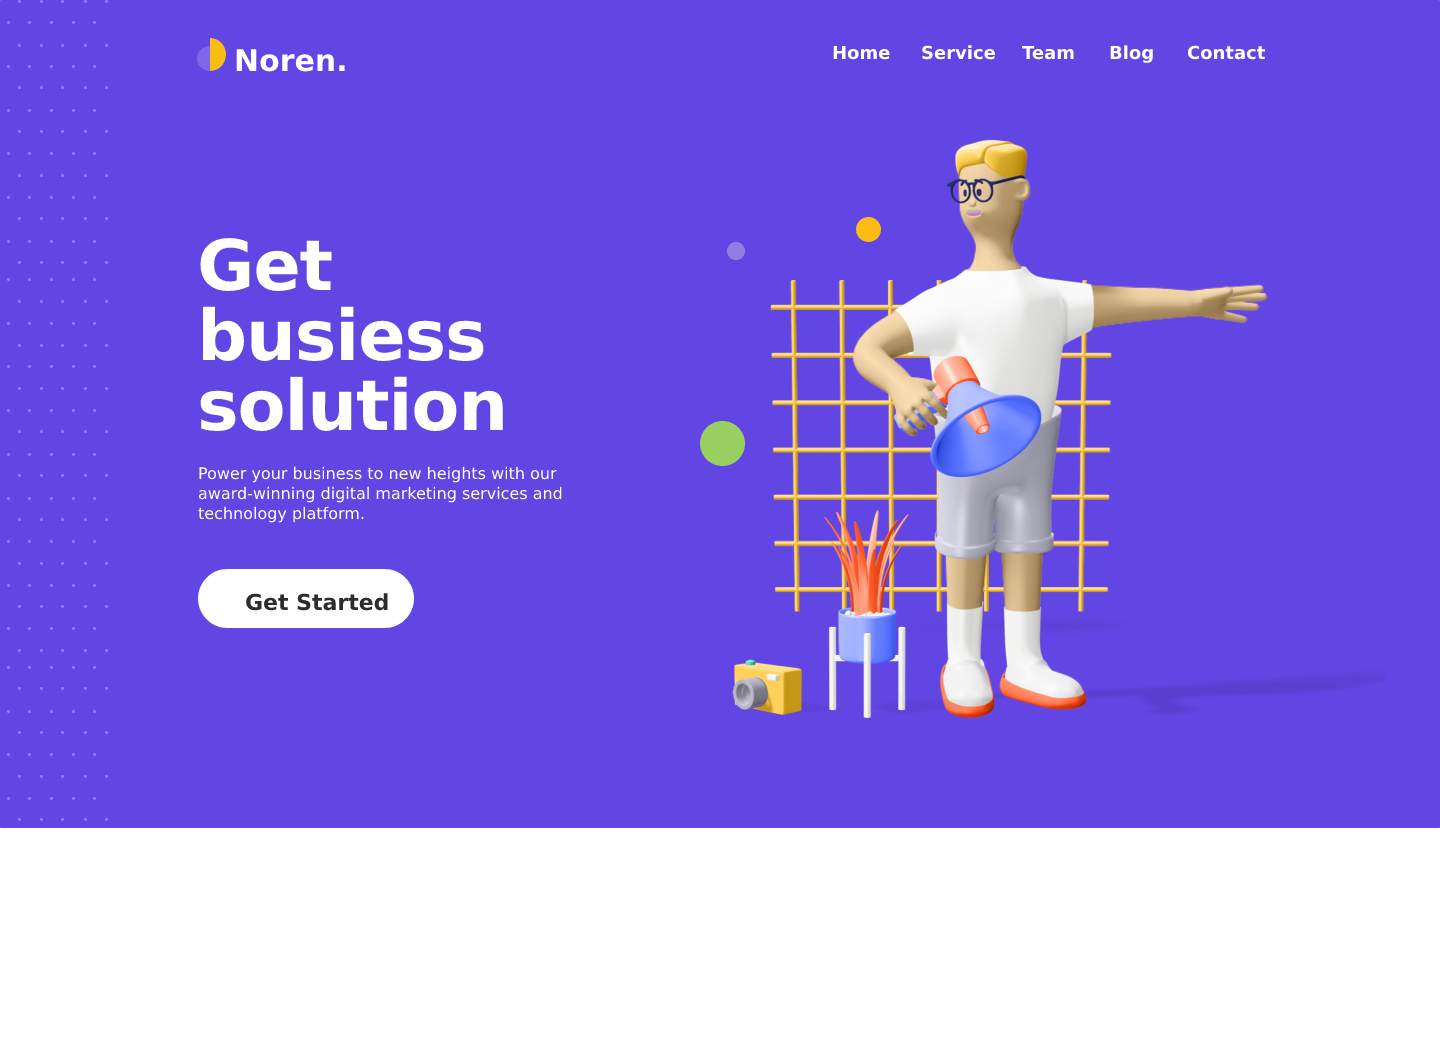 Noren.
Home Service Team Blog Contact
Get
busiess
solution
Power your business to new heights with our
award-winning digital marketing services and
technology platform.
Get Started